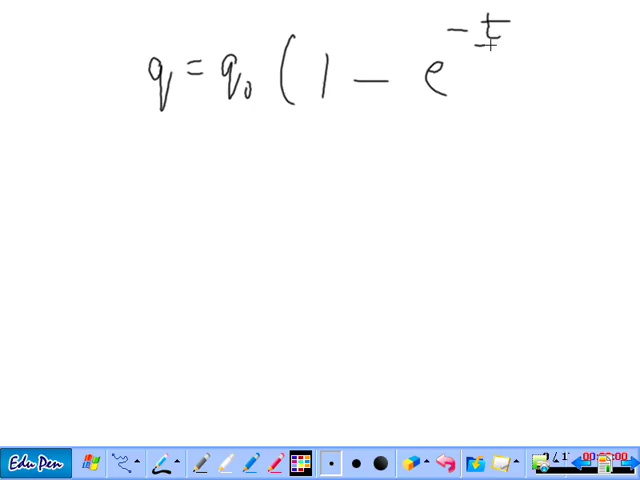 q = q₀ ( 1 − e^(− t/
Edu Pen